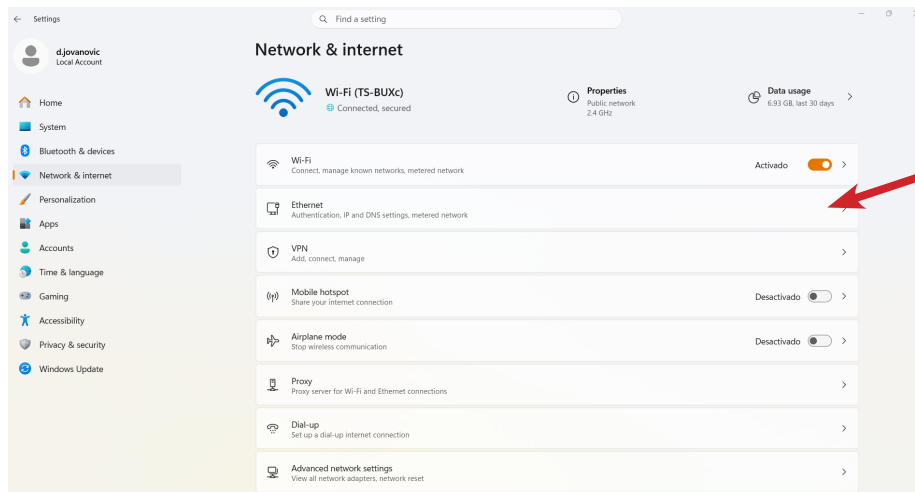 Settings
Find a setting
d.jovanovic
Local Account
Home
System
Bluetooth & devices
Network & internet
Personalization
Apps
Accounts
Time & language
Gaming
Accessibility
Privacy & security
Windows Update
Network & internet
Wi-Fi (TS-BUXc)
Connected, secured
Properties
Public network
2.4 GHz
Data usage
6.93 GB, last 30 days
Wi-Fi
Connect, manage known networks, metered network
Activado
Ethernet
Authentication, IP and DNS settings, metered network
VPN
Add, connect, manage
Mobile hotspot
Share your internet connection
Desactivado
Airplane mode
Stop wireless communication
Desactivado
Proxy
Proxy server for Wi-Fi and Ethernet connections
Dial-up
Set up a dial-up internet connection
Advanced network settings
View all network adapters, network reset